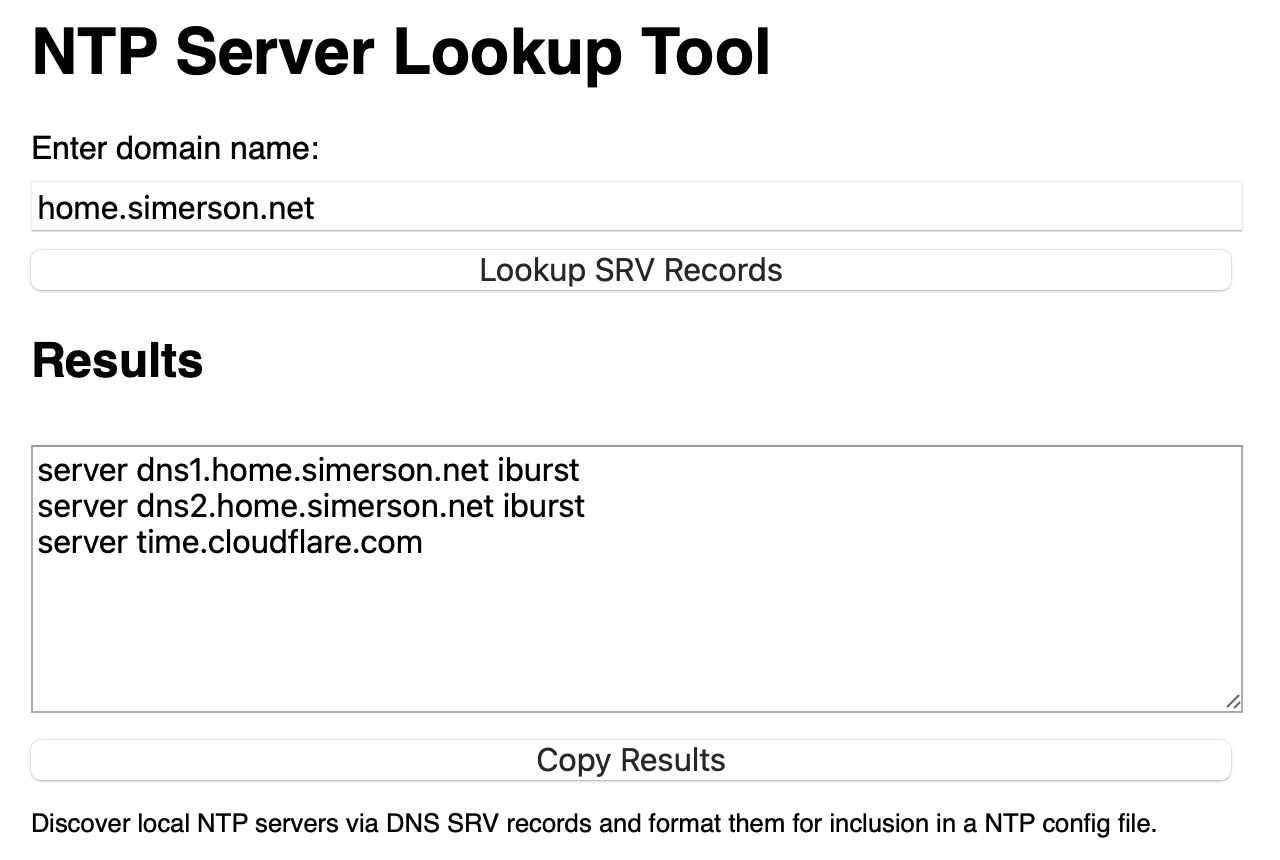 NTP Server Lookup Tool
Enter domain name:
home.simerson.net
Lookup SRV Records
Results
server dns1.home.simerson.net iburst
server dns2.home.simerson.net iburst
server time.cloudflare.com
Copy Results
Discover local NTP servers via DNS SRV records and format them for inclusion in a NTP config file.